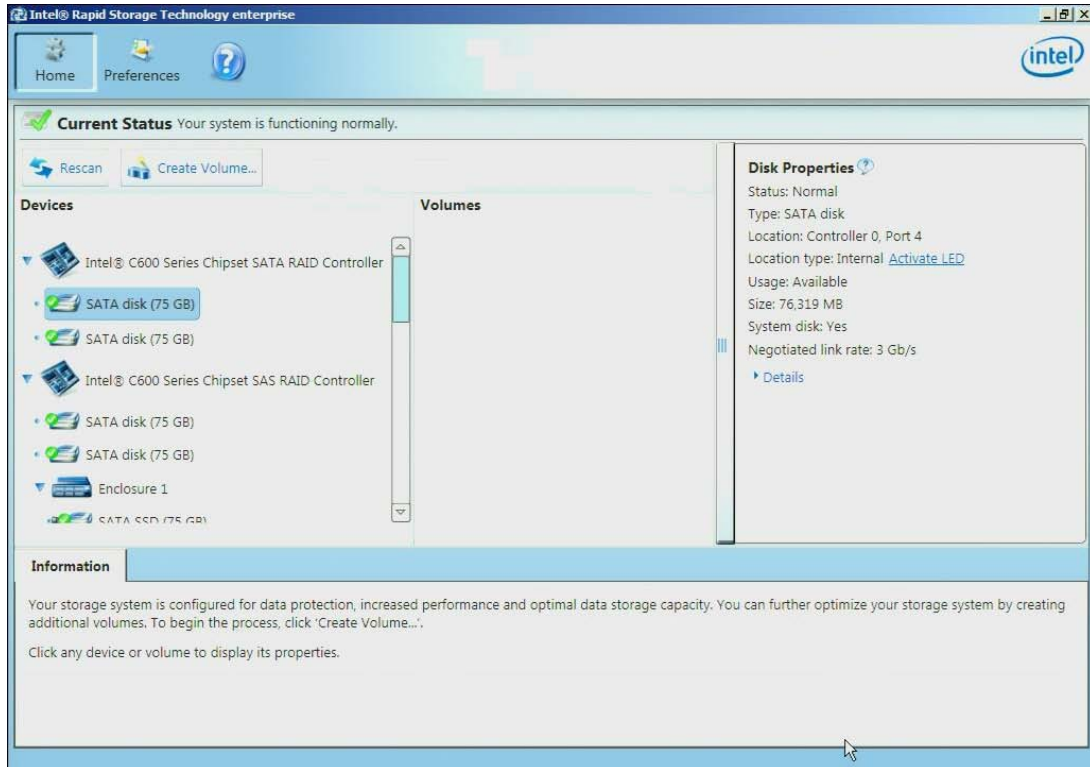 Intel® Rapid Storage Technology enterprise
Home
Preferences
?
intel
Current Status Your system is functioning normally.
Rescan
Create Volume...
Devices
Intel® C600 Series Chipset SATA RAID Controller
SATA disk (75 GB)
SATA disk (75 GB)
Intel® C600 Series Chipset SAS RAID Controller
SATA disk (75 GB)
SATA disk (75 GB)
Enclosure 1
SATA SSD (75 GB)
Volumes
Disk Properties ?
Status: Normal
Type: SATA disk
Location: Controller 0, Port 4
Location type: Internal Activate LED
Usage: Available
Size: 76,319 MB
System disk: Yes
Negotiated link rate: 3 Gb/s
Details
Information
Your storage system is configured for data protection, increased performance and optimal data storage capacity. You can further optimize your storage system by creating
additional volumes. To begin the process, click 'Create Volume...'.
Click any device or volume to display its properties.